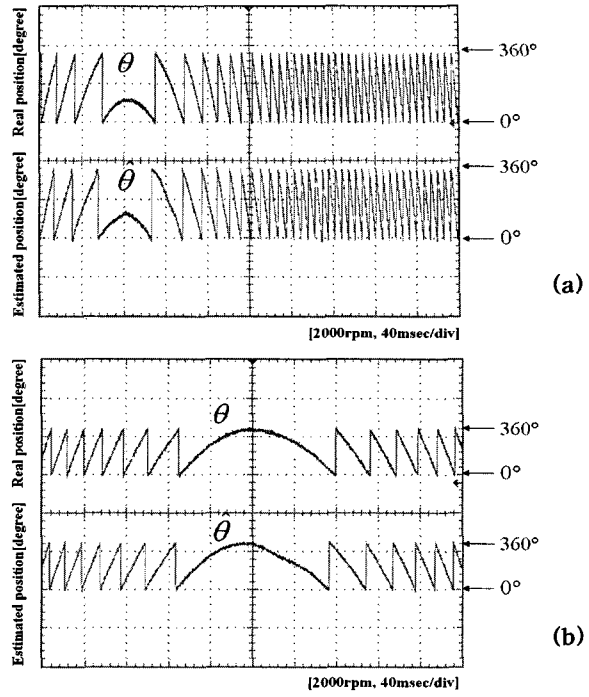 Real position[degree]
θ
360°
0°
Estimated position[degree]
θ̂
360°
0°
(a)
[2000rpm, 40msec/div]
Real position[degree]
θ
360°
0°
Estimated position[degree]
θ̂
360°
0°
(b)
[2000rpm, 40msec/div]